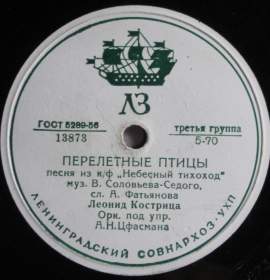 ЛЗ
ГОСТ 5289-56 третья группа
13873 5-70
ПЕРЕЛЕТНЫЕ ПТИЦЫ
песня из к/ф „Небесный тихоход"
муз. В. Соловьева-Седого,
сл. А. Фатьянова
Леонид Кострица
Орк. под упр.
А.Н.Цфасмана
ЛЕНИНГРАДСКИЙ СОВНАРХОЗ-УХП